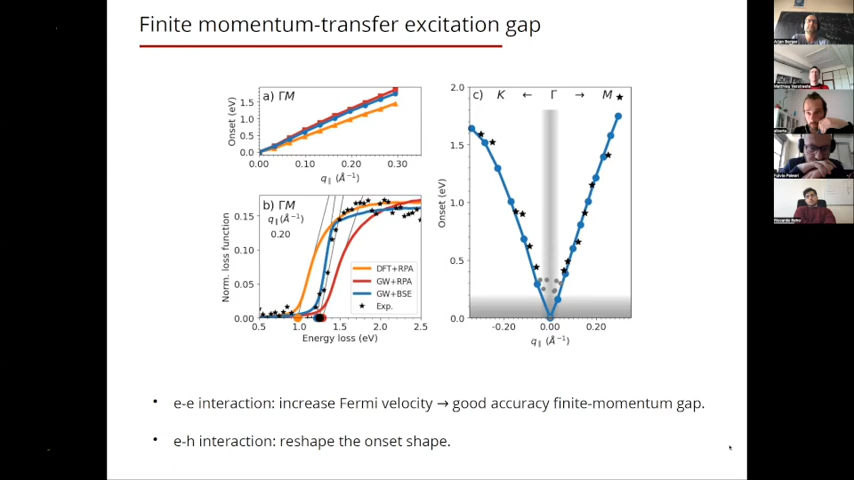 Finite momentum-transfer excitation gap
a) ΓM
Onset (eV)
1.5
1.0
0.5
0.0
0.00 0.10 0.20 0.30
q∥ (Å⁻¹)
b) ΓM
q∥ (Å⁻¹)
0.20
Norm. loss function
0.15
0.10
0.05
0.00
DFT+RPA
GW+RPA
GW+BSE
Exp.
0.5 1.0 1.5 2.0 2.5
Energy loss (eV)
c) K ← Γ → M
Onset (eV)
2.0
1.5
1.0
0.5
0.0
-0.20 0.00 0.20
q∥ (Å⁻¹)
• e-e interaction: increase Fermi velocity → good accuracy finite-momentum gap.
• e-h interaction: reshape the onset shape.